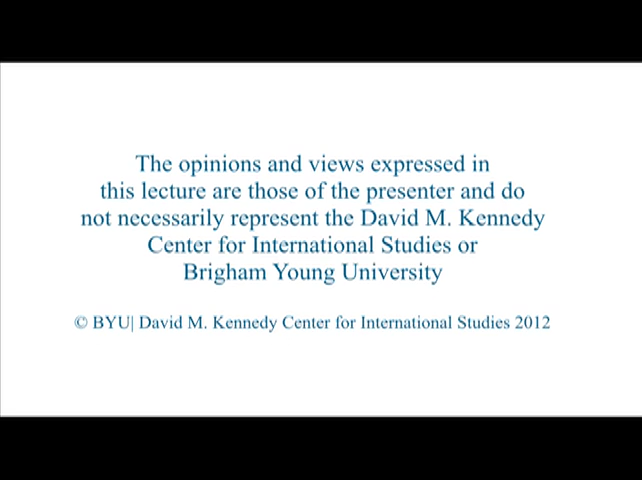 The opinions and views expressed in
this lecture are those of the presenter and do
not necessarily represent the David M. Kennedy
Center for International Studies or
Brigham Young University
© BYU| David M. Kennedy Center for International Studies 2012